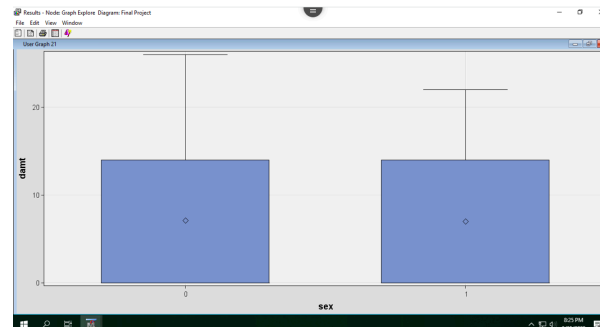 Results - Node: Graph Explore Diagram: Final Project
File Edit View Window
User Graph 21
20
10
0
damt
0 1
sex
8:25 PM